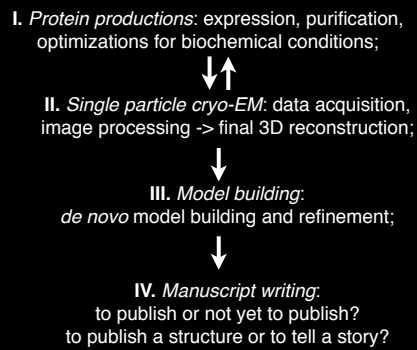 I. Protein productions: expression, purification,
optimizations for biochemical conditions;
II. Single particle cryo-EM: data acquisition,
image processing -> final 3D reconstruction;
III. Model building:
de novo model building and refinement;
IV. Manuscript writing:
to publish or not yet to publish?
to publish a structure or to tell a story?